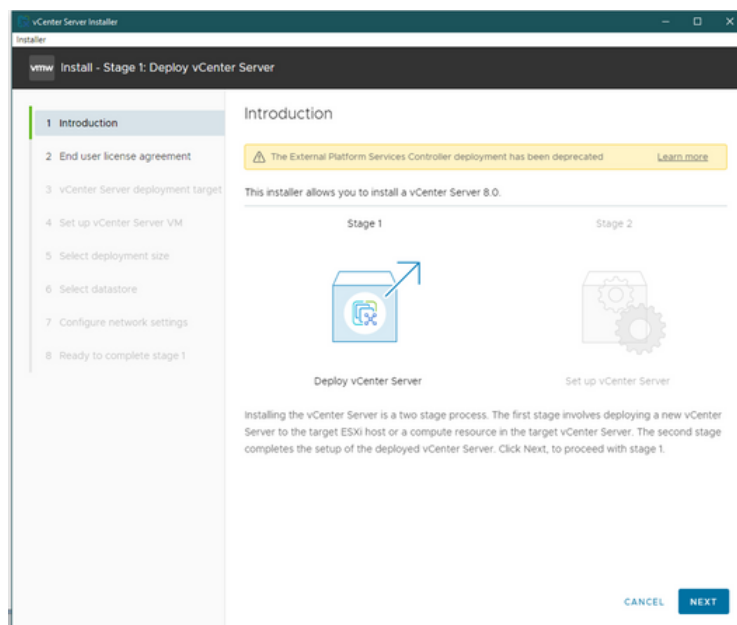 vCenter Server Installer
Installer
vmw Install - Stage 1: Deploy vCenter Server
1 Introduction
2 End user license agreement
3 vCenter Server deployment target
4 Set up vCenter Server VM
5 Select deployment size
6 Select datastore
7 Configure network settings
8 Ready to complete stage 1
Introduction
The External Platform Services Controller deployment has been deprecated Learn more
This installer allows you to install a vCenter Server 8.0.
Stage 1 Stage 2
Deploy vCenter Server Set up vCenter Server
Installing the vCenter Server is a two stage process. The first stage involves deploying a new vCenter
Server to the target ESXi host or a compute resource in the target vCenter Server. The second stage
completes the setup of the deployed vCenter Server. Click Next, to proceed with stage 1.
CANCEL NEXT